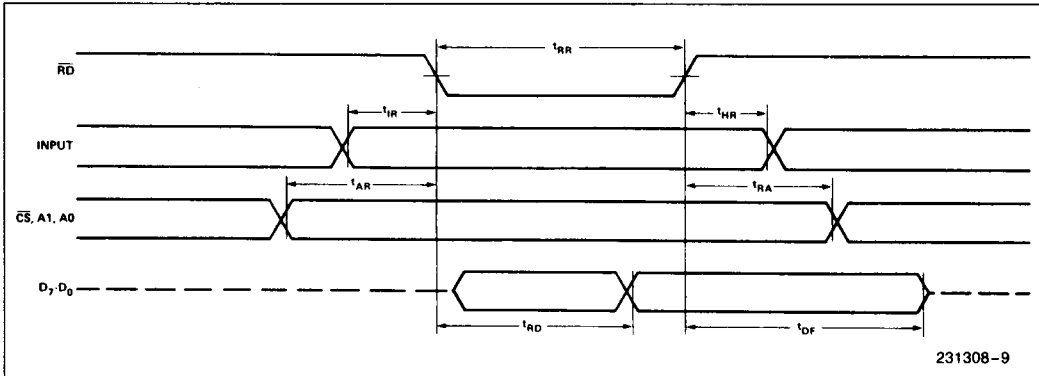 tRR
RD
tIR
tHR
INPUT
tAR
tRA
CS, A1, A0
D7-D0
tRD
tDF
231308-9